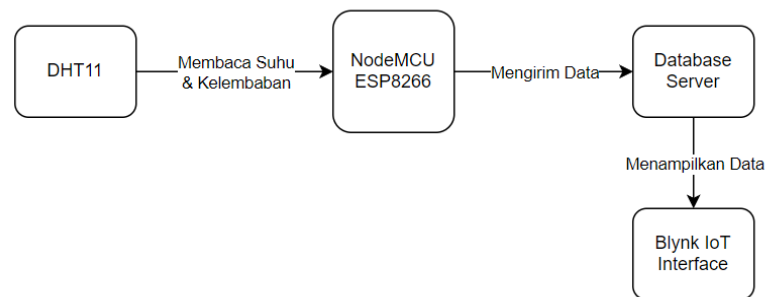 DHT11
Membaca Suhu
& Kelembaban
NodeMCU
ESP8266
Mengirim Data
Database
Server
Menampilkan Data
Blynk IoT
Interface